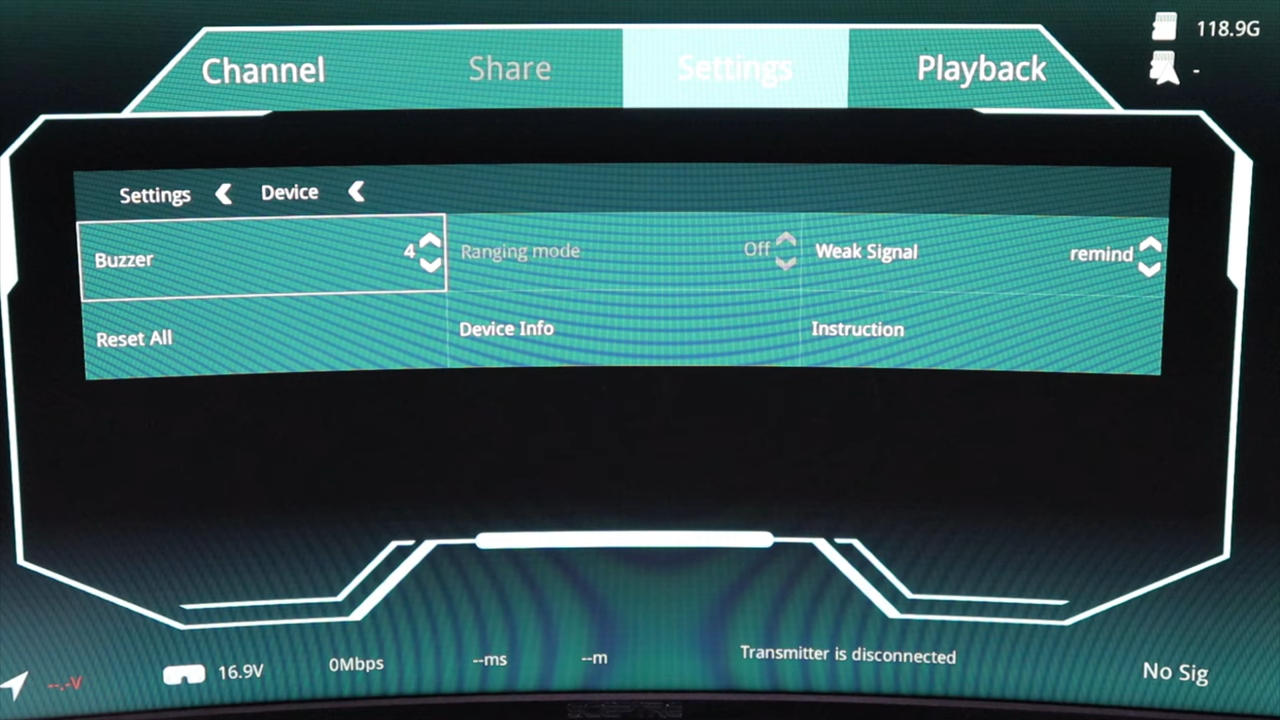 118.9G
Channel
Share
Settings
Playback
-
Settings
Device
Buzzer
4
Ranging mode
Off
Weak Signal
remind
Reset All
Device Info
Instruction
--.-V
16.9V
0Mbps
--ms
--m
Transmitter is disconnected
No Sig
SCEPTRE